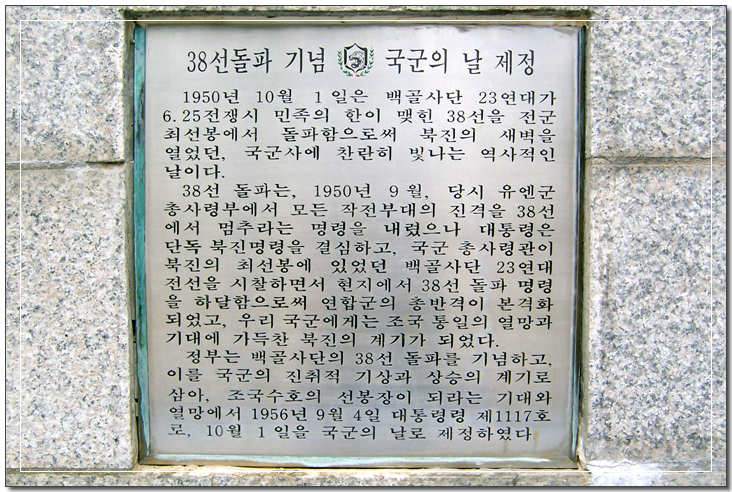 38선돌파 기념 국군의 날 제정
1950년 10월 1일은 백골사단 23연대가
6.25전쟁시 민족의 한이 맺힌 38선을 전군
최선봉에서 돌파함으로써 북진의 새벽을
열었던, 국군사에 찬란히 빛나는 역사적인
날이다.
38선 돌파는, 1950년 9월, 당시 유엔군
총사령부에서 모든 작전부대의 진격을 38선
에서 멈추라는 명령을 내렸으나 대통령은
단독 북진명령을 결심하고, 국군 총사령관이
북진의 최선봉에 있었던 백골사단 23연대
전선을 시찰하면서 현지에서 38선 돌파 명령
을 하달함으로써 연합군의 총반격이 본격화
되었고, 우리 국군에게는 조국 통일의 열망과
기대에 가득찬 북진의 계기가 되었다.
정부는 백골사단의 38선 돌파를 기념하고,
이를 국군의 진취적 기상과 상승의 계기로
삼아, 조국수호의 선봉장이 되라는 기대와
열망에서 1956년 9월 4일 대통령령 제1117호
로, 10월 1일을 국군의 날로 제정하였다.